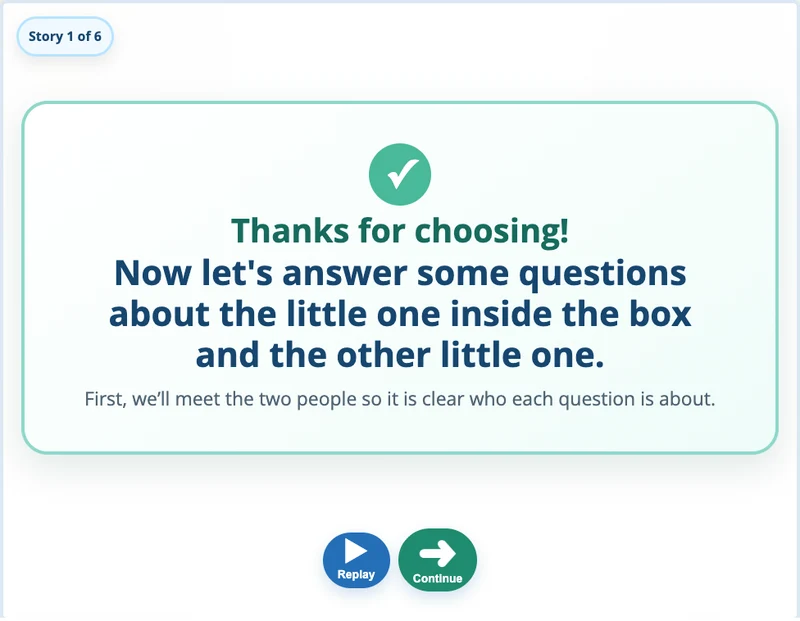 Story 1 of 6
Thanks for choosing!
Now let's answer some questions
about the little one inside the box
and the other little one.
First, we’ll meet the two people so it is clear who each question is about.
Replay
Continue